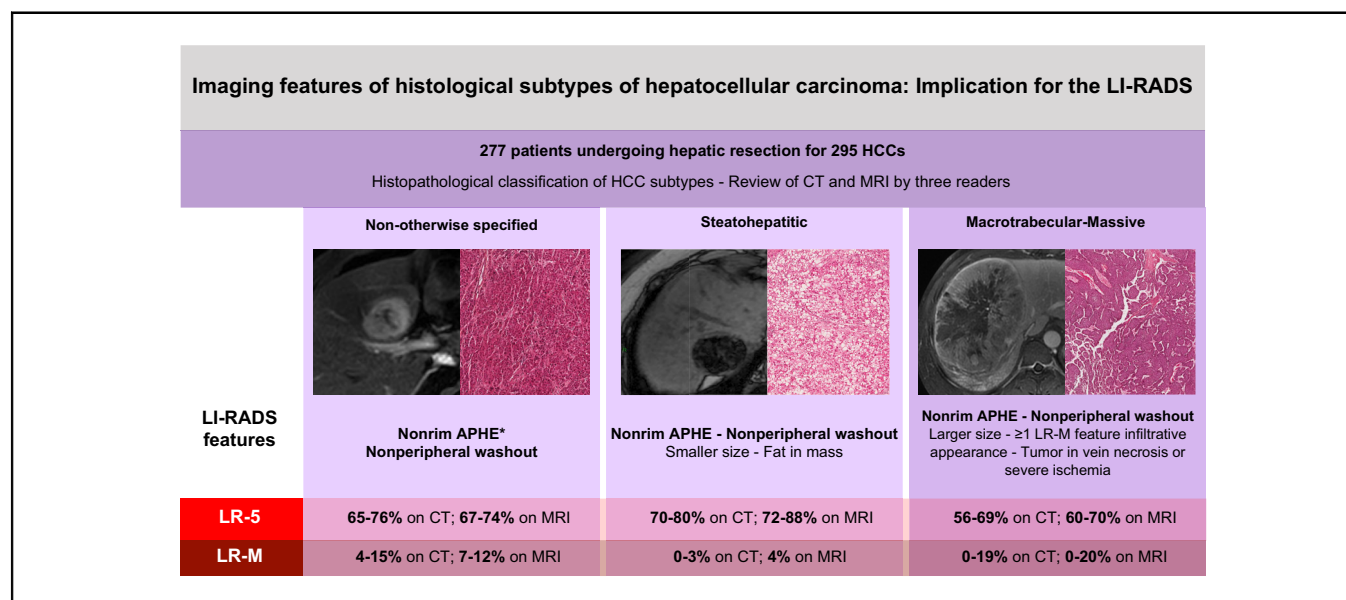 Imaging features of histological subtypes of hepatocellular carcinoma: Implication for the LI-RADS
277 patients undergoing hepatic resection for 295 HCCs
Histopathological classification of HCC subtypes - Review of CT and MRI by three readers
Non-otherwise specified
Steatohepatitic
Macrotrabecular-Massive
LI-RADS
features
Nonrim APHE*
Nonperipheral washout
Nonrim APHE - Nonperipheral washout
Smaller size - Fat in mass
Nonrim APHE - Nonperipheral washout
Larger size - ≥1 LR-M feature infiltrative
appearance - Tumor in vein necrosis or
severe ischemia
LR-5
65-76% on CT; 67-74% on MRI
70-80% on CT; 72-88% on MRI
56-69% on CT; 60-70% on MRI
LR-M
4-15% on CT; 7-12% on MRI
0-3% on CT; 4% on MRI
0-19% on CT; 0-20% on MRI